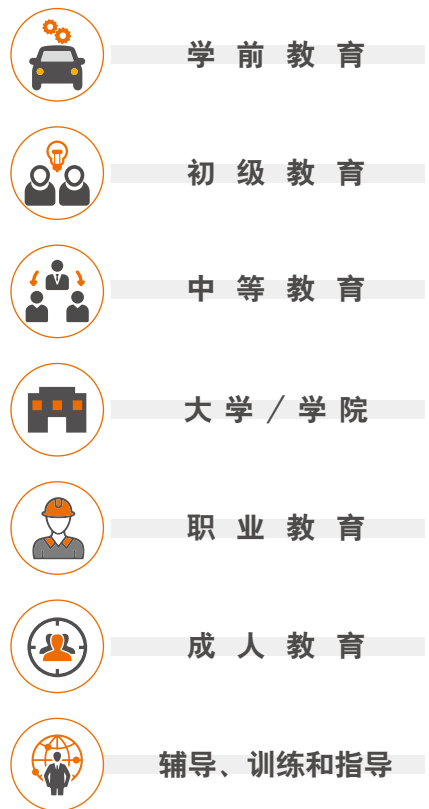 学前教育
初级教育
中等教育
大学／学院
职业教育
成人教育
辅导、训练和指导